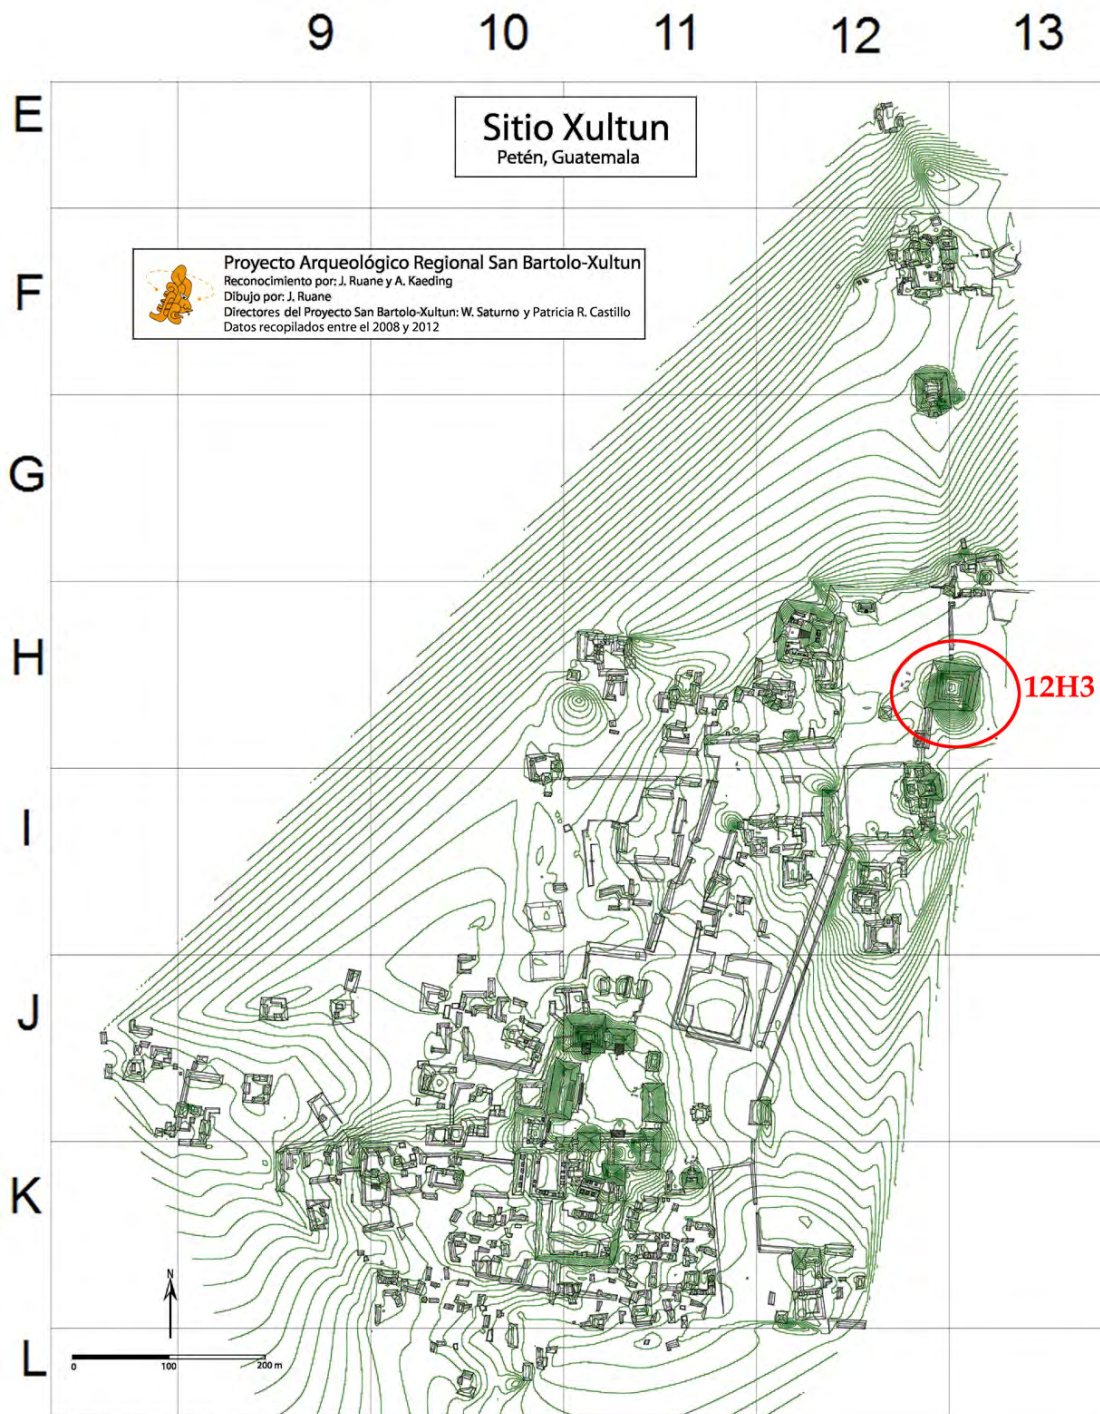 9 10 11 12 13
E
Sitio Xultun
Petén, Guatemala
F
Proyecto Arqueológico Regional San Bartolo-Xultun
Reconocimiento por: J. Ruane y A. Kaeding
Dibujo por: J. Ruane
Directores del Proyecto San Bartolo-Xultun: W. Saturno y Patricia R. Castillo
Datos recopilados entre el 2008 y 2012
G
H
12H3
I
J
K
N
L
0 100 200 m